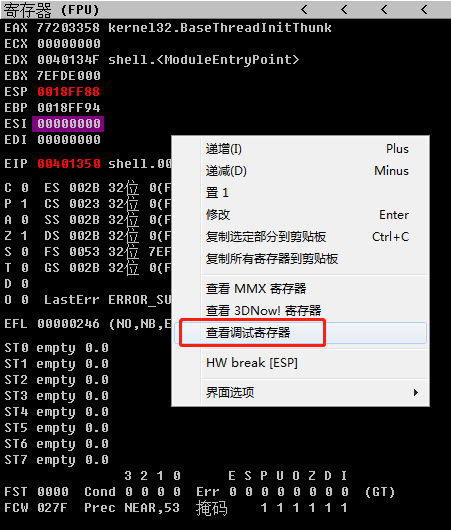 寄存器 (FPU) < < < <
EAX 77203358 kernel32.BaseThreadInitThunk
ECX 00000000
EDX 0040134F shell.<ModuleEntryPoint>
EBX 7EFDE000
ESP 0018FF88
EBP 0018FF94
ESI 00000000
EDI 00000000
EIP 00401350 shell.00
C 0 ES 002B 32位 0(F
P 1 CS 0023 32位 0(F
A 0 SS 002B 32位 0(F
Z 1 DS 002B 32位 0(F
S 0 FS 0053 32位 7EF
T 0 GS 002B 32位 0(F
D 0
O 0 LastErr ERROR_SU
EFL 00000246 (NO,NB,E
ST0 empty 0.0
ST1 empty 0.0
ST2 empty 0.0
ST3 empty 0.0
ST4 empty 0.0
ST5 empty 0.0
ST6 empty 0.0
ST7 empty 0.0
3 2 1 0 E S P U O Z D I
FST 0000 Cond 0 0 0 0 Err 0 0 0 0 0 0 0 0 (GT)
FCW 027F Prec NEAR,53 掩码 1 1 1 1 1 1
递增(I) Plus
递减(D) Minus
置 1
修改 Enter
复制选定部分到剪贴板 Ctrl+C
复制所有寄存器到剪贴板
查看 MMX 寄存器
查看 3DNow! 寄存器
查看调试寄存器
HW break [ESP]
界面选项